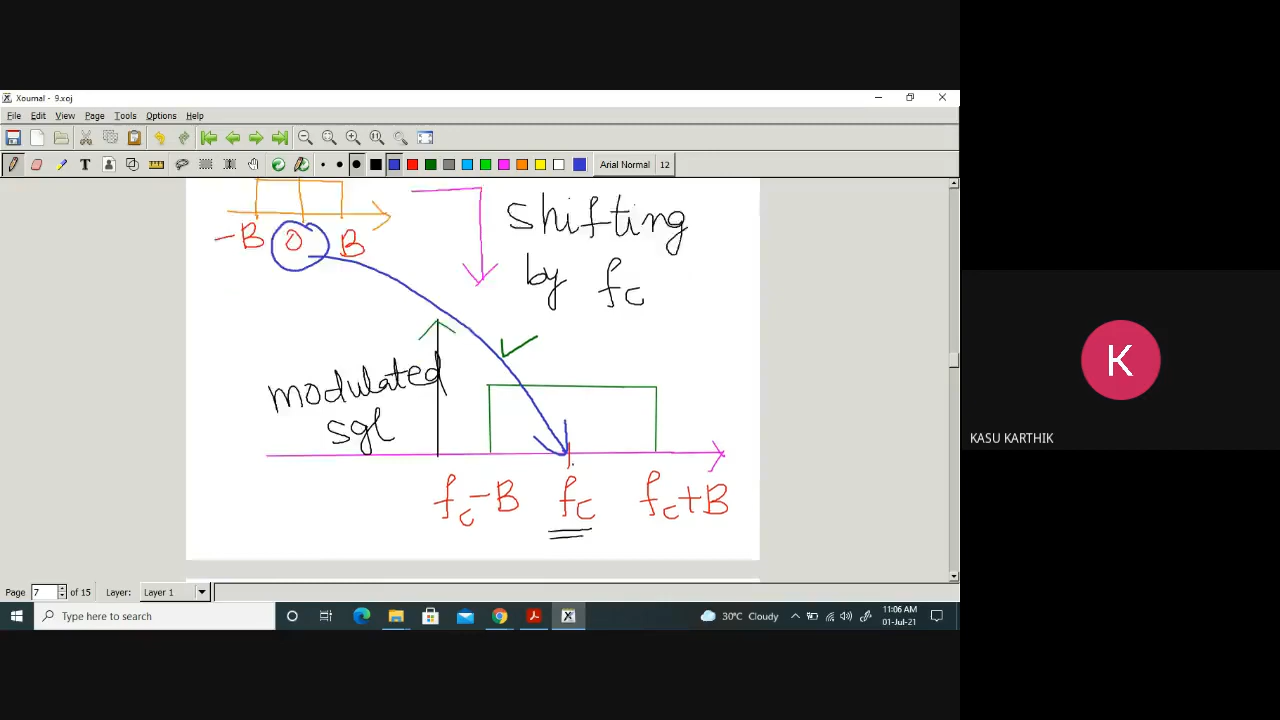 Xournal - 9.xoj
File Edit View Page Tools Options Help
Arial Normal 12
-B 0 B
Shifting
by fc
modulated
sgl
fc-B fc fc+B
K
KASU KARTHIK
Page 7 of 15 Layer: Layer 1
Type here to search
30°C Cloudy
11:06 AM
01-Jul-21